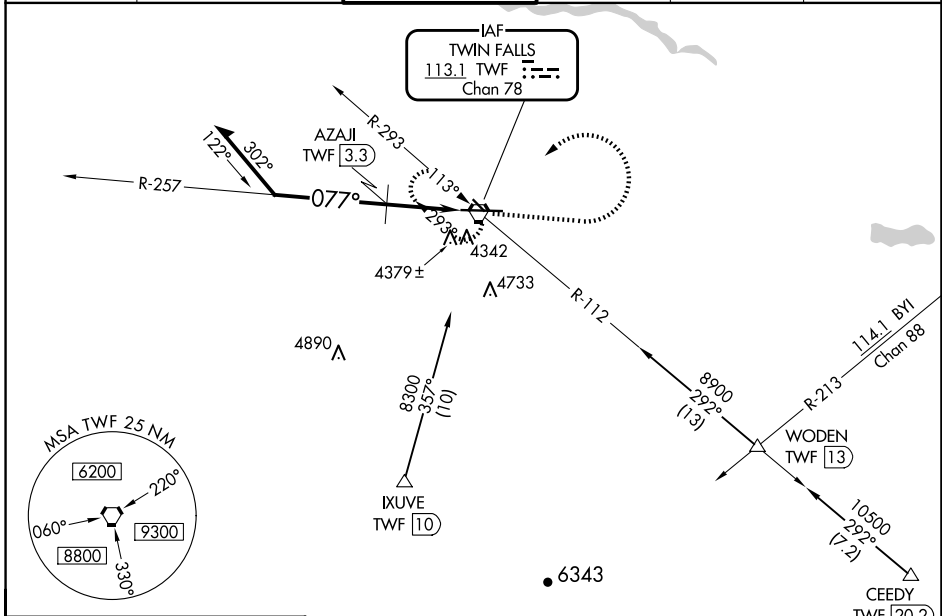 IAF
TWIN FALLS
113.1 TWF
Chan 78
R-293
AZAJI
TWF 3.3
302°
122°
R-257
077°
113°
293°
4342
4379±
4733
R-112
114.1 BYI
Chan 88
R-213
4890
8300
357°
(10)
8900
292°
(13)
WODEN
TWF 13
MSA TWF 25 NM
6200
220°
060°
9300
8800
330°
IXUVE
TWF 10
10500
292°
(7.2)
6343
CEEDY
TWF 20.2